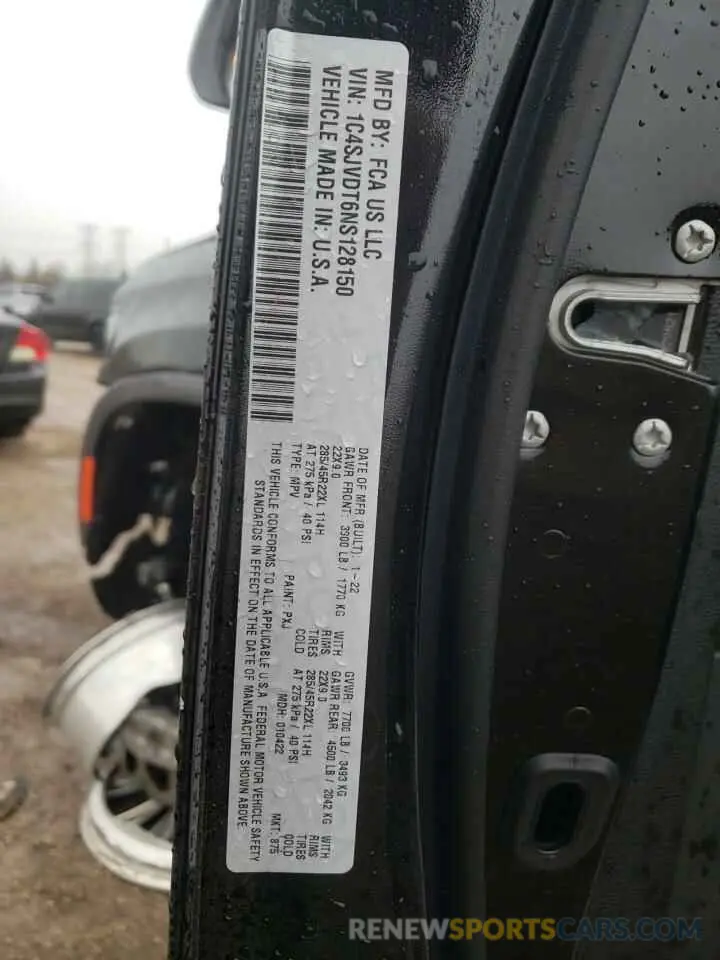 MFD BY: FCA US LLC
VIN: 1C4SJVDT6NS128150
VEHICLE MADE IN: U.S.A.
DATE OF MFR (BUILT): 1-22 GVWR: 7700 LB / 3493 KG
GAWR FRONT: 3900 LB / 1770 KG WITH GAWR REAR: 4500 LB / 2042 KG WITH
22X9.0 RIMS 22X9.0 RIMS
285/45R22XL 114H TIRES 285/45R22XL 114H TIRES
AT 275 kPa / 40 PSI COLD AT 275 kPa / 40 PSI COLD
TYPE: MPV PAINT: PXJ MDH: 010422 MKT: 875
THIS VEHICLE CONFORMS TO ALL APPLICABLE U.S.A. FEDERAL MOTOR VEHICLE SAFETY
STANDARDS IN EFFECT ON THE DATE OF MANUFACTURE SHOWN ABOVE.
RENEWSPORTSCARS.COM